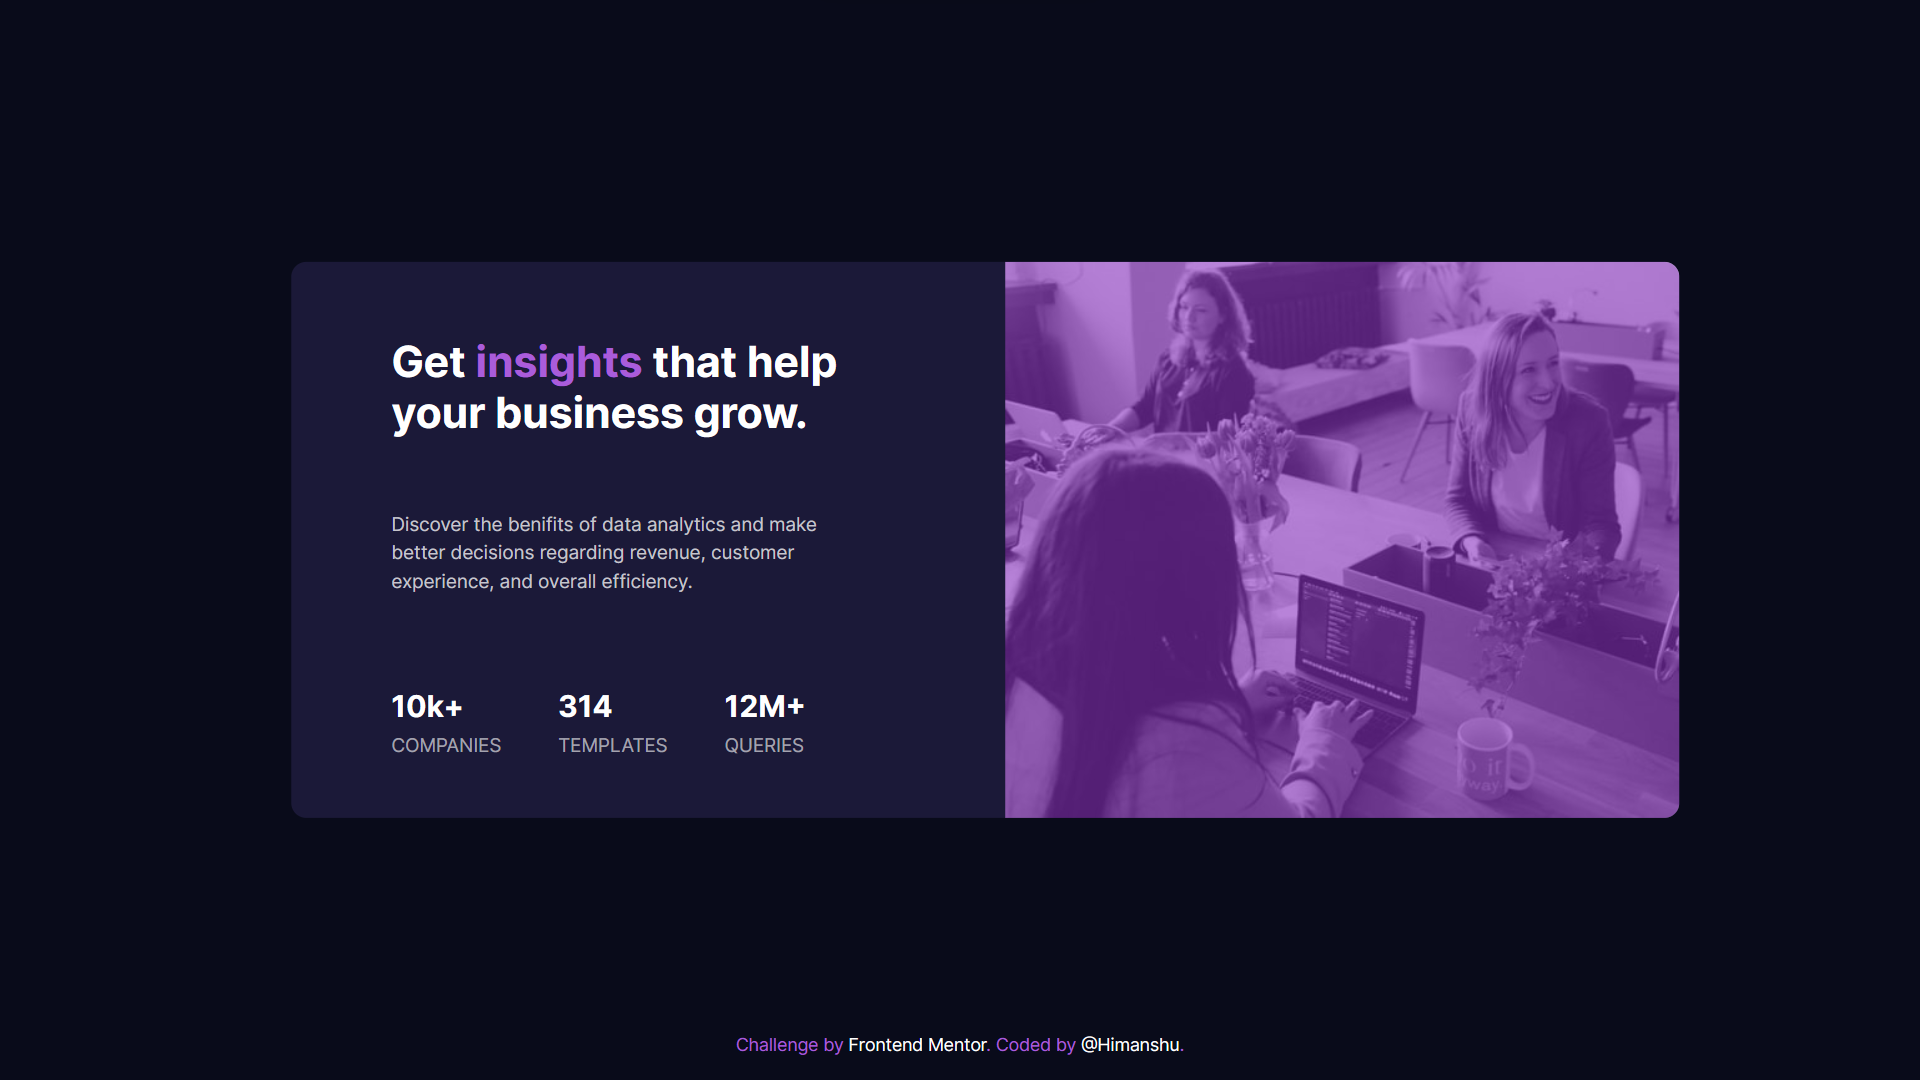 Get insights that help
your business grow.
Discover the benifits of data analytics and make
better decisions regarding revenue, customer
experience, and overall efficiency.
10k+ 314 12M+
COMPANIES TEMPLATES QUERIES
Challenge by Frontend Mentor. Coded by @Himanshu.